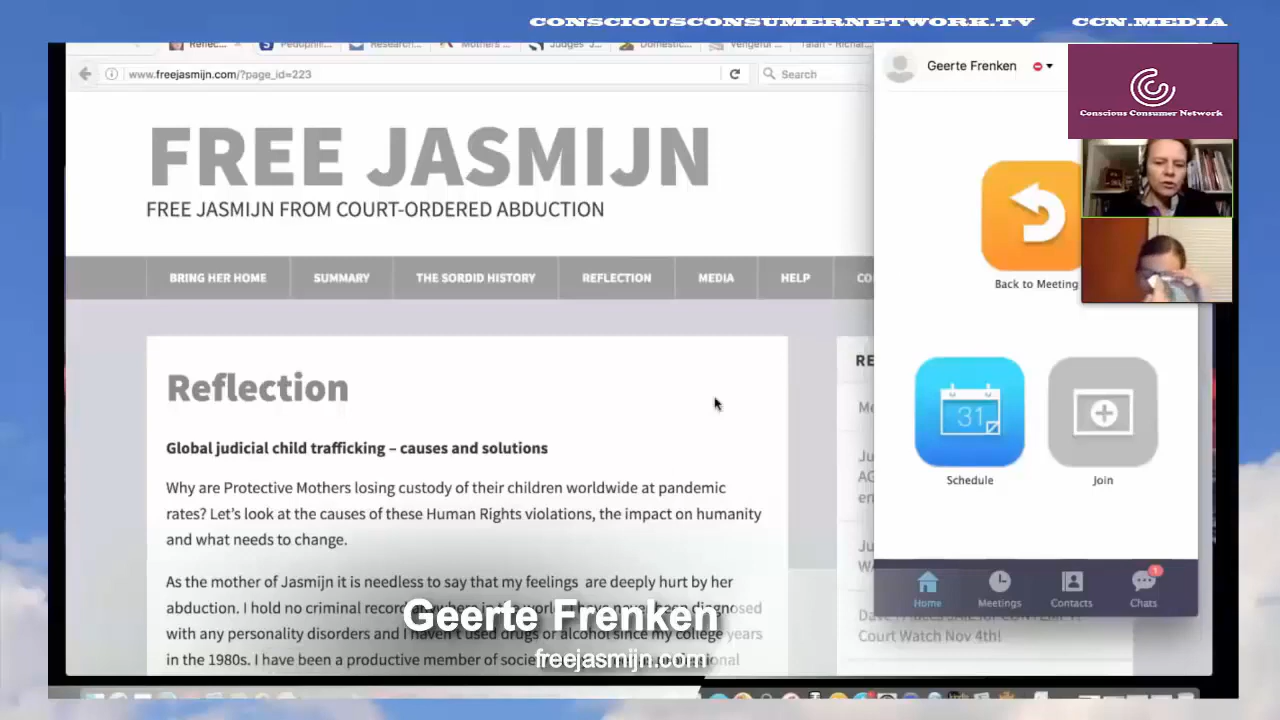 CONSCIOUSCONSUMERNETWORK.TV CCN.MEDIA
www.freejasmijn.com/?page_id=223
Search
Geerte Frenken
Conscious Consumer Network
FREE JASMIJN
FREE JASMIJN FROM COURT-ORDERED ABDUCTION
BRING HER HOME SUMMARY THE SORDID HISTORY REFLECTION MEDIA HELP
Back to Meeting
Reflection
Global judicial child trafficking – causes and solutions
Why are Protective Mothers losing custody of their children worldwide at pandemic
rates? Let's look at the causes of these Human Rights violations, the impact on humanity
and what needs to change.
As the mother of Jasmijn it is needless to say that my feelings are deeply hurt by her
abduction. I hold no criminal record
with any personality disorders and I haven't used drugs or alcohol since my college years
in the 1980s. I have been a productive member of
31
Schedule
Join
Home
Meetings
Contacts
1
Chats
Court Watch Nov 4th!
Geerte Frenken
freejasmijn.com